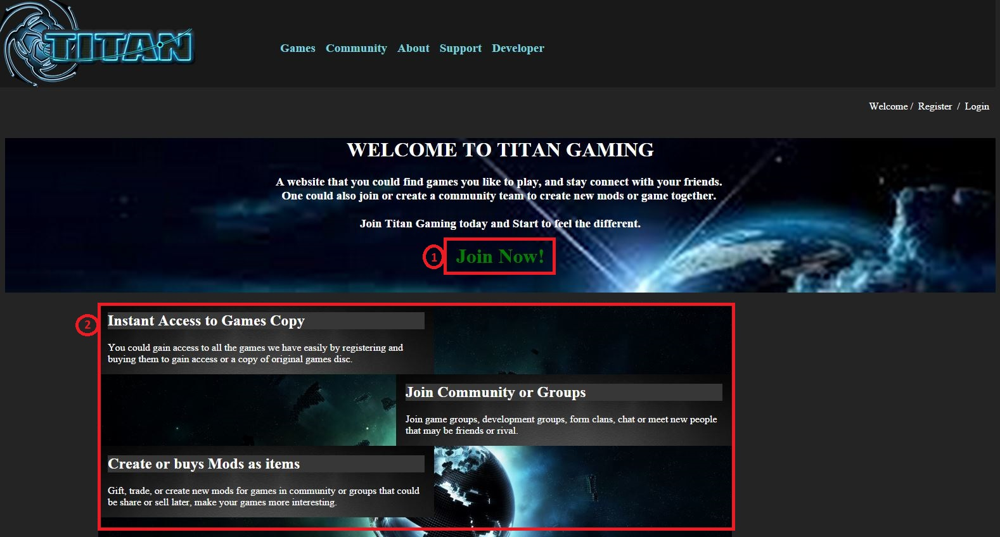 TITAN
Games Community About Support Developer
Welcome / Register / Login
WELCOME TO TITAN GAMING
A website that you could find games you like to play, and stay connect with your friends.
One could also join or create a community team to create new mods or game together.
Join Titan Gaming today and Start to feel the different.
1
Join Now!
2
Instant Access to Games Copy
You could gain access to all the games we have easily by registering and
buying them to gain access or a copy of original games disc.
Join Community or Groups
Join game groups, development groups, form clans, chat or meet new people
that may be friends or rival.
Create or buys Mods as items
Gift, trade, or create new mods for games in community or groups that could
be share or sell later, make your games more interesting.